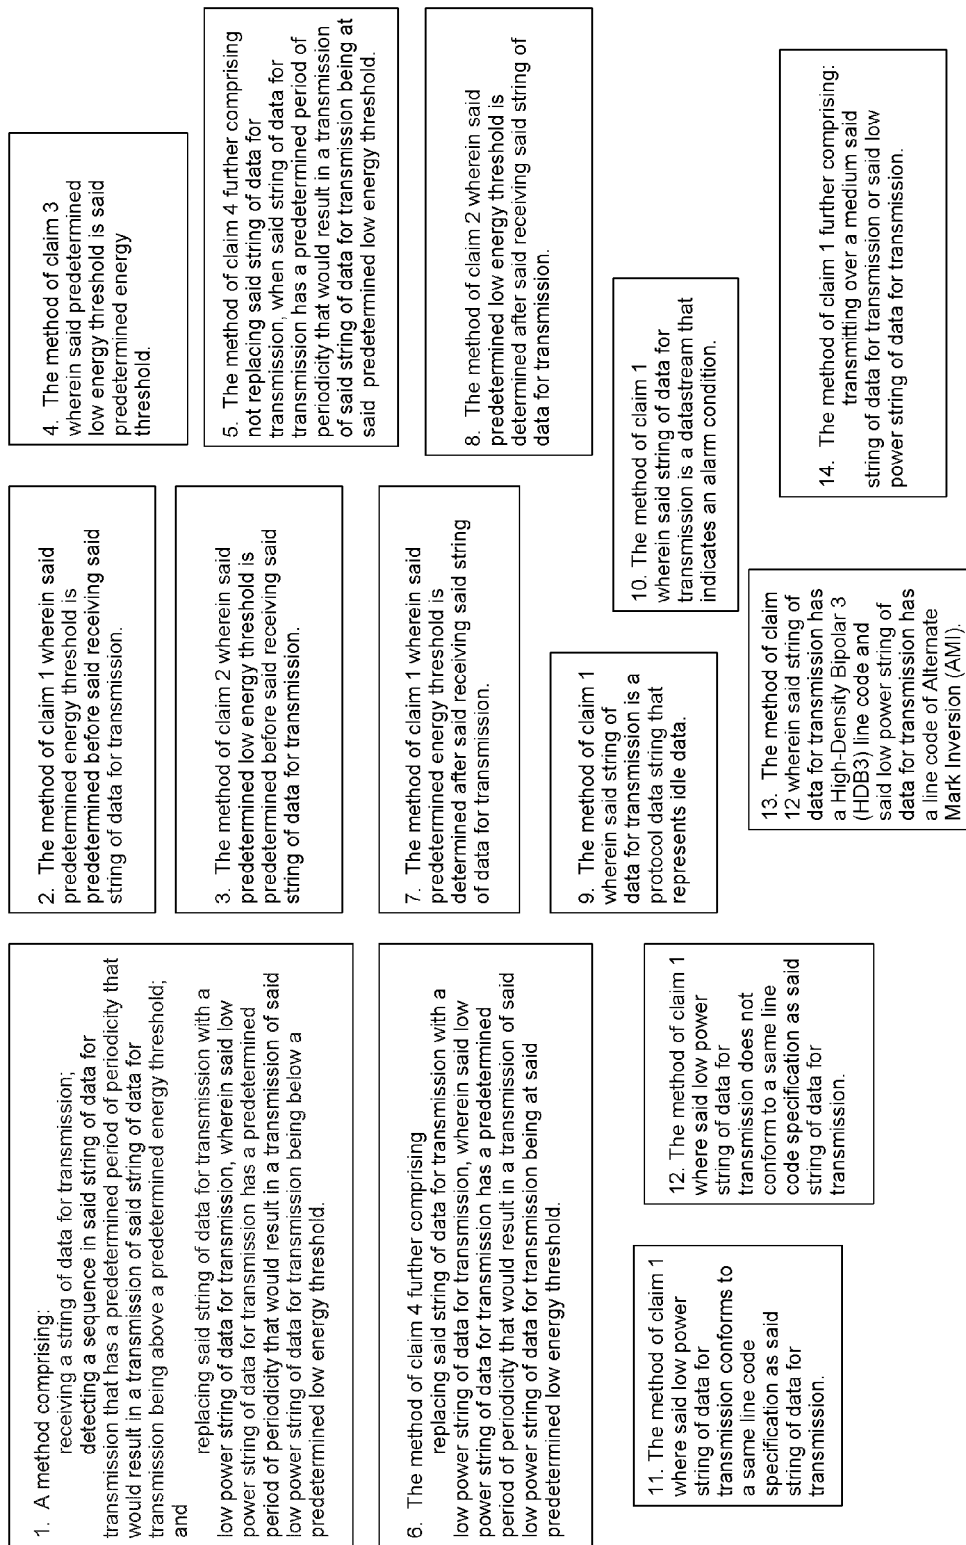 1. A method comprising:
receiving a string of data for transmission;
detecting a sequence in said string of data for
transmission that has a predetermined period of periodicity that
would result in a transmission of said string of data for
transmission being above a predetermined energy threshold;
and
replacing said string of data for transmission with a
low power string of data for transmission, wherein said low
power string of data for transmission has a predetermined
period of periodicity that would result in a transmission of said
low power string of data for transmission being below a
predetermined low energy threshold.
2. The method of claim 1 wherein said
predetermined energy threshold is
predetermined before said receiving said
string of data for transmission.
3. The method of claim 2 wherein said
predetermined low energy threshold is
predetermined before said receiving said
string of data for transmission.
4. The method of claim 3
wherein said predetermined
low energy threshold is said
predetermined energy
threshold.
5. The method of claim 4 further comprising
not replacing said string of data for
transmission, when said string of data for
transmission has a predetermined period of
periodicity that would result in a transmission
of said string of data for transmission being at
said predetermined low energy threshold.
6. The method of claim 4 further comprising
replacing said string of data for transmission with a
low power string of data for transmission, wherein said low
power string of data for transmission has a predetermined
period of periodicity that would result in a transmission of said
low power string of data for transmission being at said
predetermined low energy threshold.
7. The method of claim 1 wherein said
predetermined energy threshold is
determined after said receiving said string
of data for transmission.
8. The method of claim 2 wherein said
predetermined low energy threshold is
determined after said receiving said string of
data for transmission.
9. The method of claim 1
wherein said string of
data for transmission is a
protocol data string that
represents idle data.
10. The method of claim 1
wherein said string of data for
transmission is a datastream that
indicates an alarm condition.
11. The method of claim 1
where said low power
string of data for
transmission conforms to
a same line code
specification as said
string of data for
transmission.
12. The method of claim 1
where said low power
string of data for
transmission does not
conform to a same line
code specification as said
string of data for
transmission.
13. The method of claim
12 wherein said string of
data for transmission has
a High-Density Bipolar 3
(HDB3) line code and
said low power string of
data for transmission has
a line code of Alternate
Mark Inversion (AMI).
14. The method of claim 1 further comprising:
transmitting over a medium said
string of data for transmission or said low
power string of data for transmission.